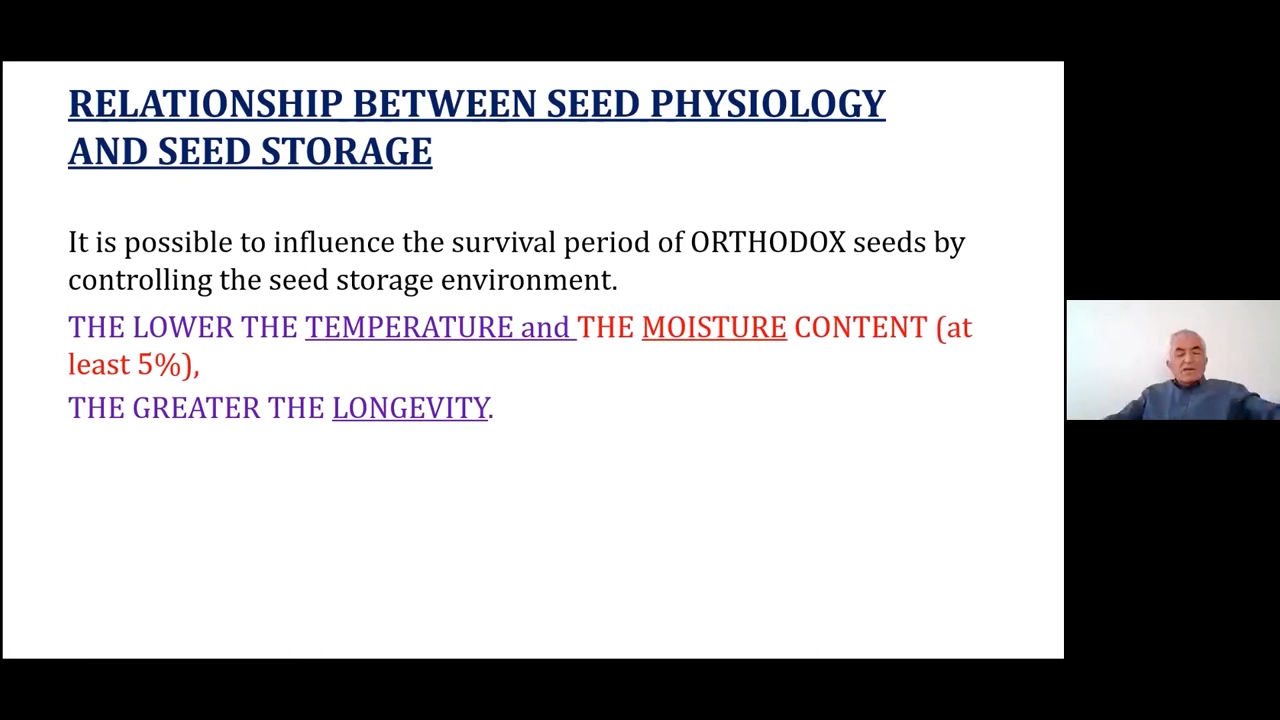 RELATIONSHIP BETWEEN SEED PHYSIOLOGY
AND SEED STORAGE
It is possible to influence the survival period of ORTHODOX seeds by
controlling the seed storage environment.
THE LOWER THE TEMPERATURE and THE MOISTURE CONTENT (at
least 5%),
THE GREATER THE LONGEVITY.